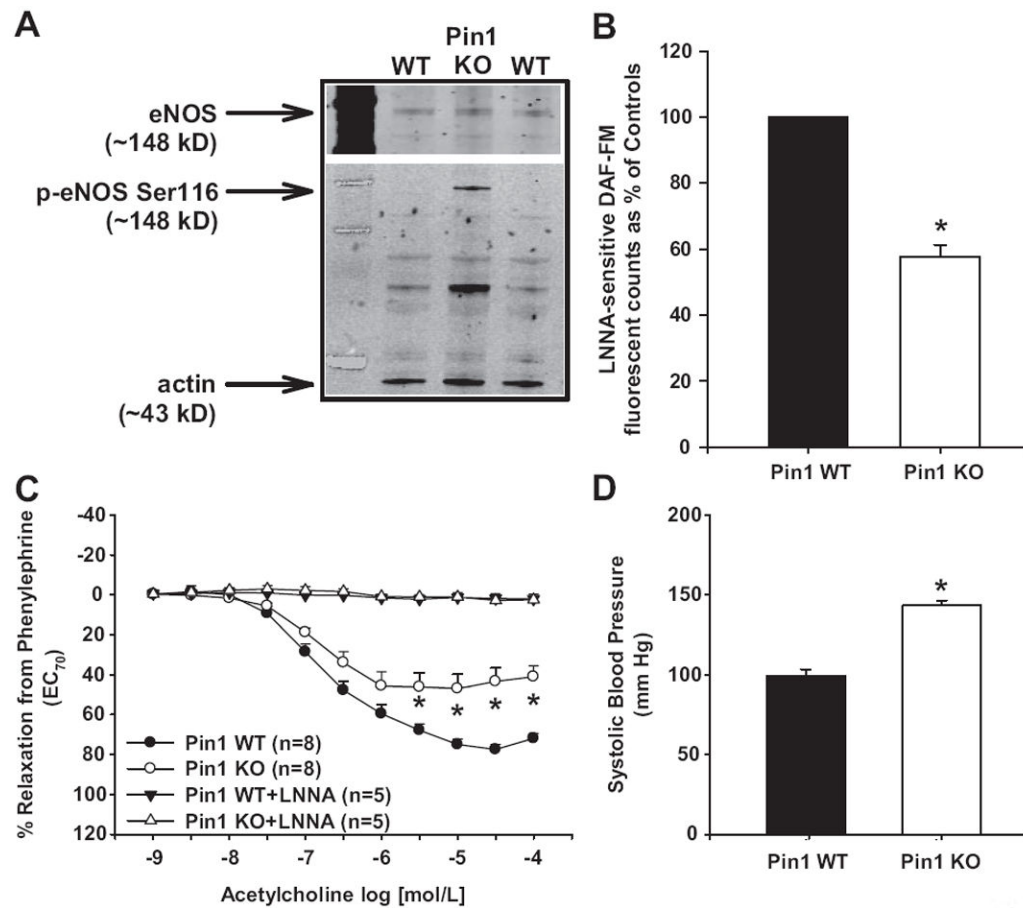 A
Pin1
WT KO WT
eNOS
(~148 kD)
p-eNOS Ser116
(~148 kD)
actin
(~43 kD)
B
LNNA-sensitive DAF-FM
fluorescent counts as % of Controls
120
100
80
60
40
20
0
*
Pin1 WT Pin1 KO
C
% Relaxation from Phenylephrine
(EC70)
-40
-20
0
20
40
60
80
100
120
* * * *
Pin1 WT (n=8)
Pin1 KO (n=8)
Pin1 WT+LNNA (n=5)
Pin1 KO+LNNA (n=5)
-9 -8 -7 -6 -5 -4
Acetylcholine log [mol/L]
D
Systolic Blood Pressure
(mm Hg)
200
150
100
50
0
*
Pin1 WT Pin1 KO